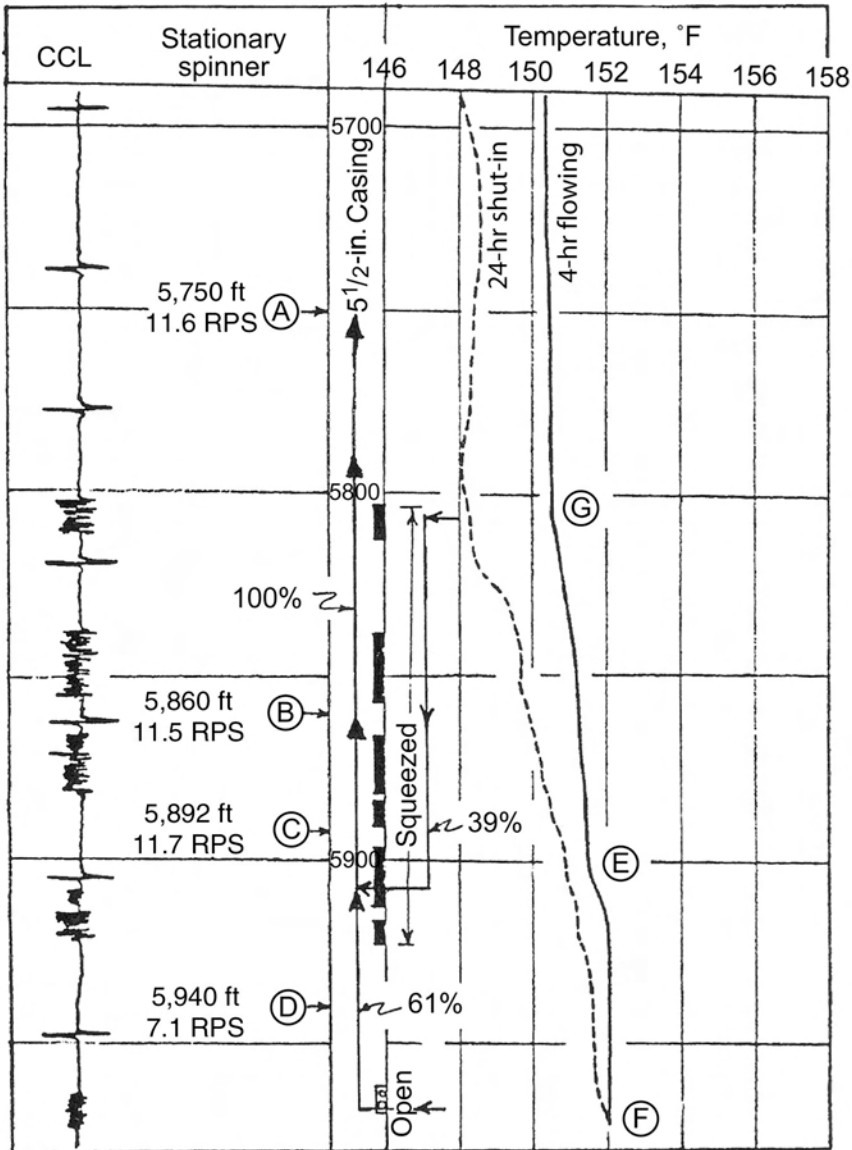 CCL
Stationary
spinner
Temperature, °F
146 148 150 152 154 156 158
5700
5 1/2-in. Casing
24-hr shut-in
4-hr flowing
5,750 ft
11.6 RPS
A
5800
G
100%
5,860 ft
11.5 RPS
B
Squeezed
5,892 ft
11.7 RPS
C
39%
5900
E
5,940 ft
7.1 RPS
D
61%
Open
F